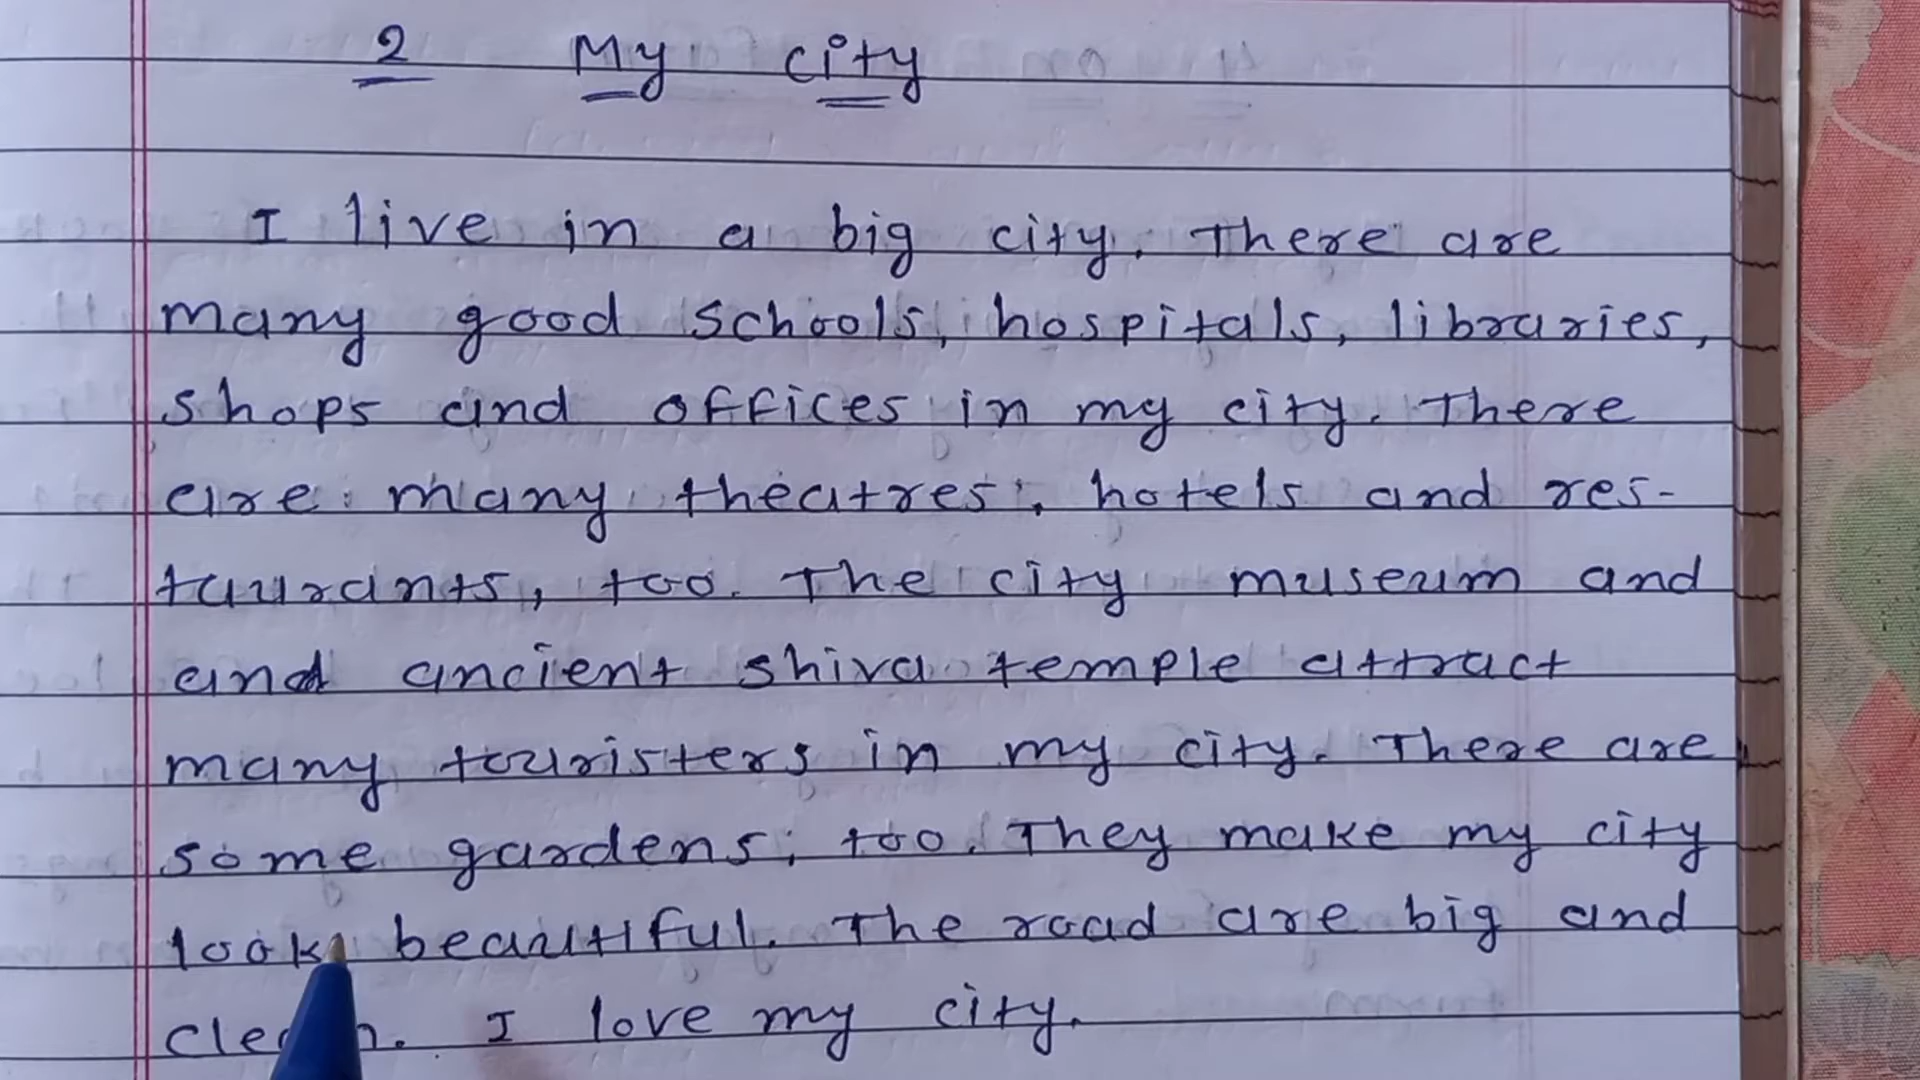 2 My city
I live in a big city. There are
many good schools, hospitals, libraries,
shops and offices in my city. There
are many theatres, hotels and res-
taurants, too. The city museum and
and ancient shiva temple attract
many touristers in my city. There are
some gardens, too. They make my city
look beautiful. The road are big and
clean. I love my city.